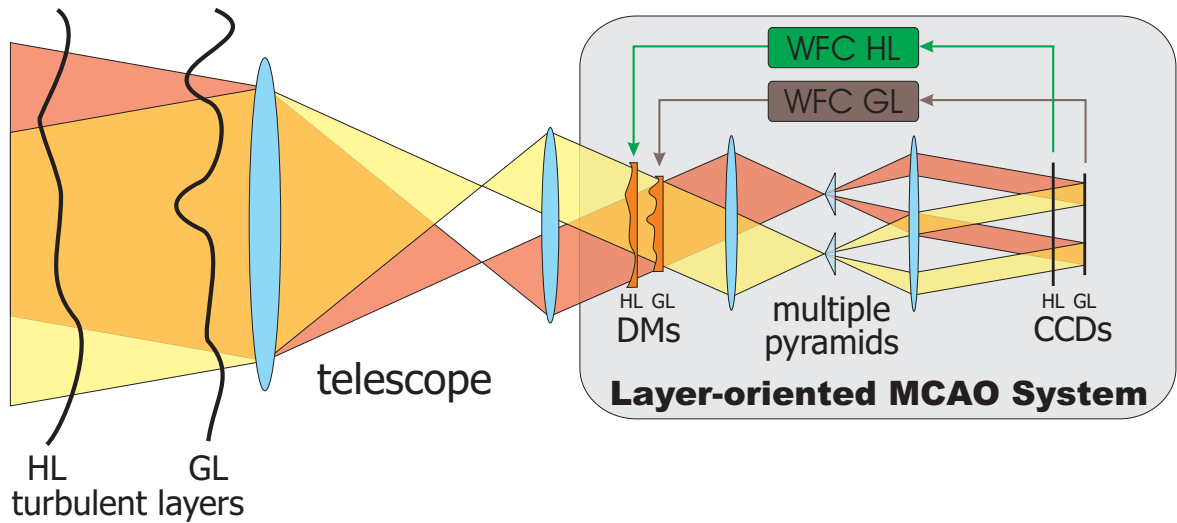 WFC HL
WFC GL
HL GL
DMs
multiple
pyramids
HL GL
CCDs
telescope
Layer-oriented MCAO System
HL
GL
turbulent layers